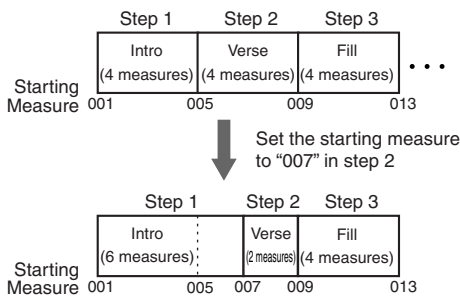 Step 1 Step 2 Step 3
Intro Verse Fill
(4 measures) (4 measures) (4 measures)
• • •
Starting
Measure 001 005 009 013
Set the starting measure
to “007” in step 2
Step 1 Step 2 Step 3
Intro Verse Fill
(6 measures) (2 measures) (4 measures)
Starting
Measure 001 005 007 009 013